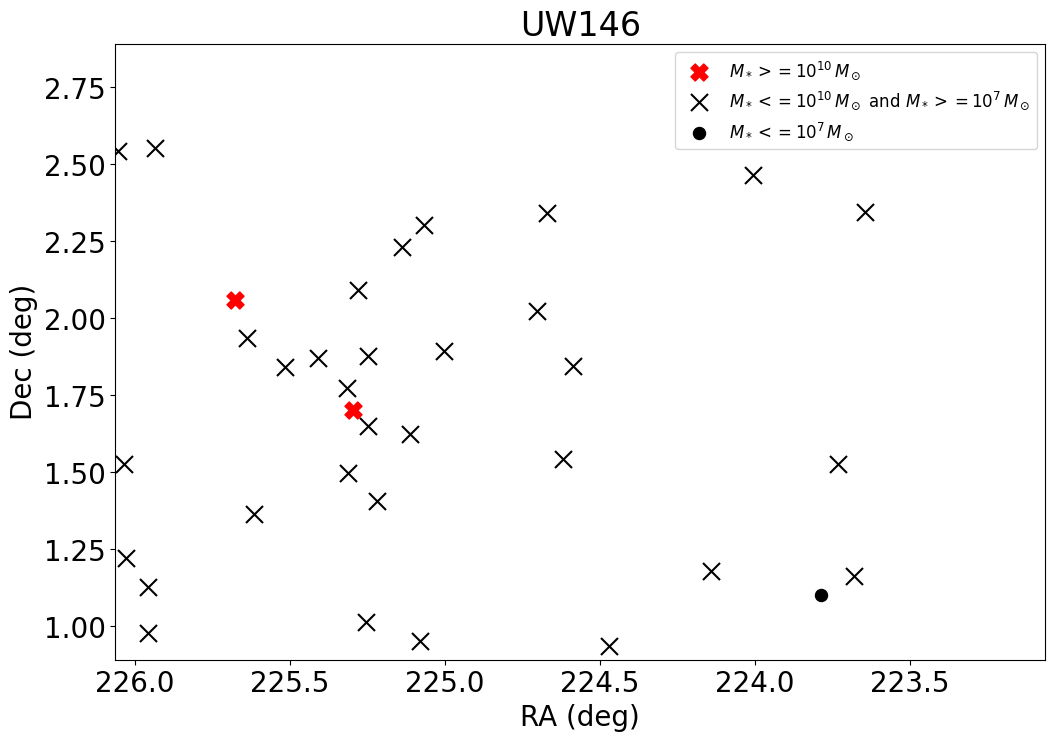 UW146
M* >= 10^10 M⊙
M* <= 10^10 M⊙ and M* >= 10^7 M⊙
M* <= 10^7 M⊙
Dec (deg)
2.75
2.50
2.25
2.00
1.75
1.50
1.25
1.00
226.0 225.5 225.0 224.5 224.0 223.5
RA (deg)